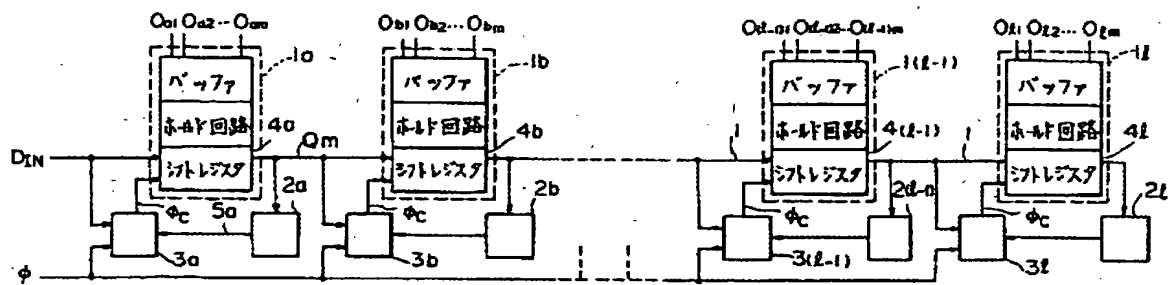 Oa1 Oa2 … Oam Ob1 Ob2 … Obm O(ℓ-1)1 O(ℓ-1)2 … O(ℓ-1)m Oℓ1 Oℓ2 … Oℓm
1a 1b 1(ℓ-1) 1ℓ
バッファ バッファ バッファ バッファ
ホールド回路 ホールド回路 ホールド回路 ホールド回路
4a 4b 4(ℓ-1) 4ℓ
DIN Qm 1 1
シフトレジスタ シフトレジスタ シフトレジスタ シフトレジスタ
φC 2a φC 2b φC 2(ℓ-1) φC 2ℓ
5a
3a 3b 3(ℓ-1) 3ℓ
φ